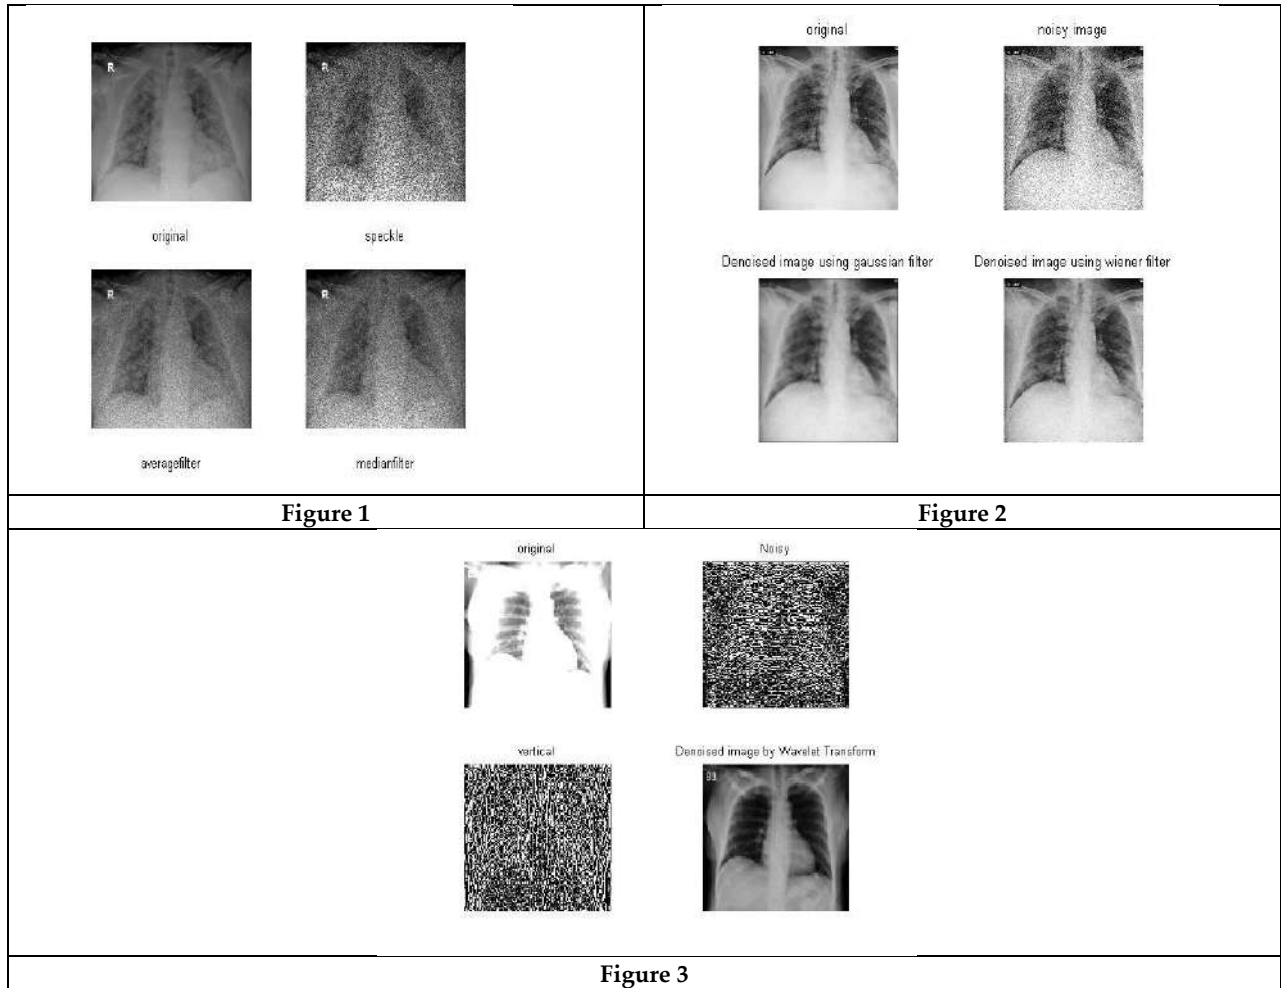 R
R
original
speckle
R
R
averagefilter
medianfilter
Figure 1
original
noisy image
Denoised image using gaussian filter
Denoised image using wiener filter
Figure 2
original
Noisy
vertical
Denoised image by Wavelet Transform
Figure 3